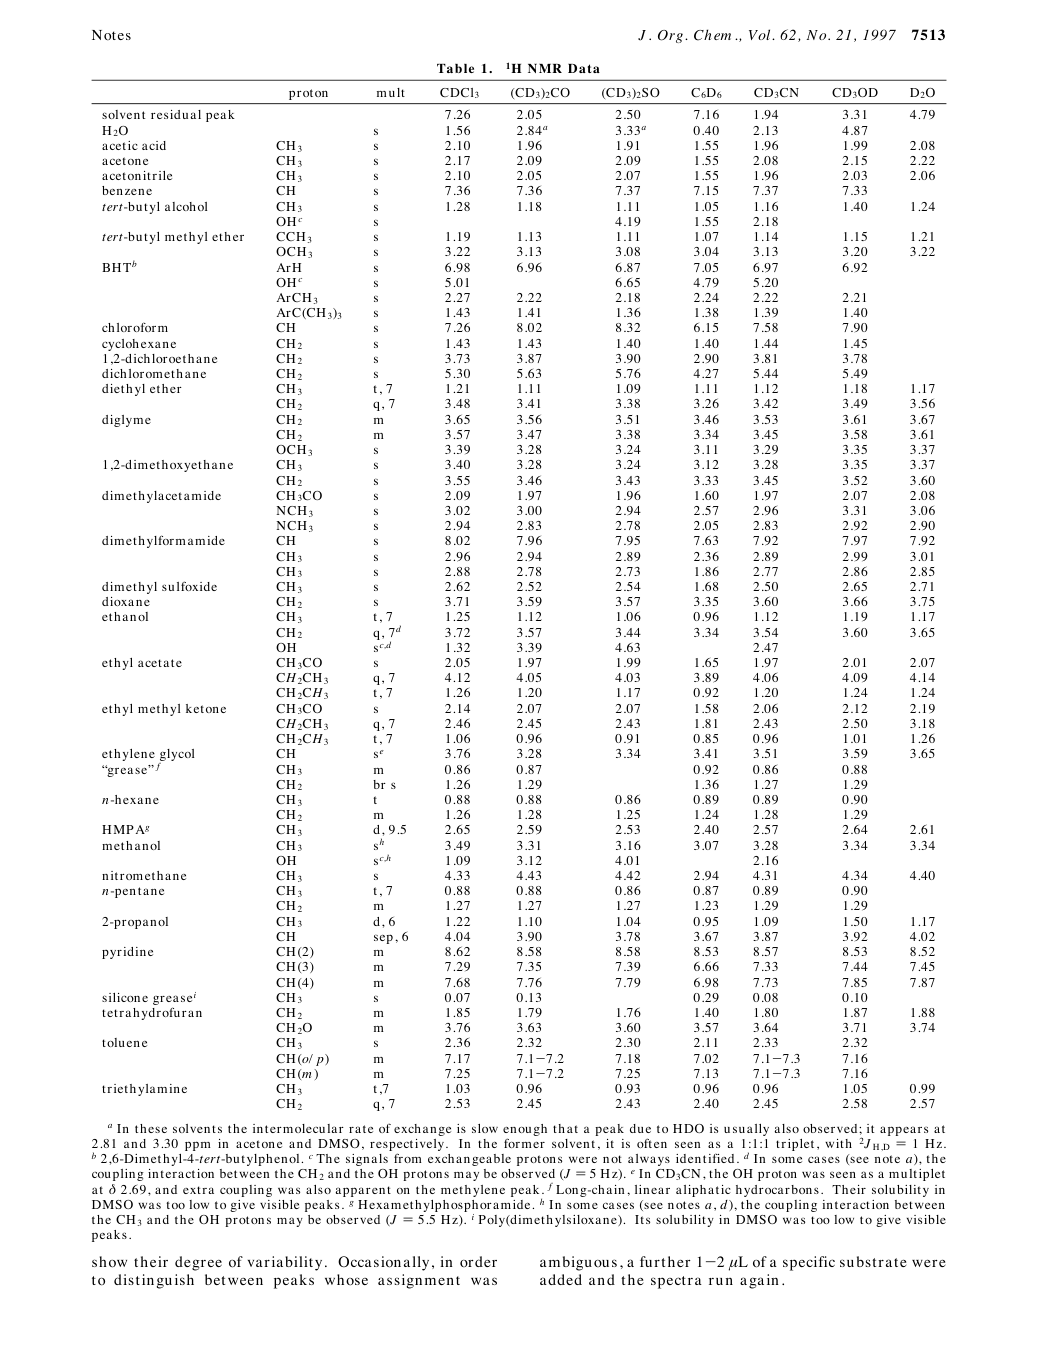 Notes J. Org. Chem., Vol. 62, No. 21, 1997 7513
Table 1. ¹H NMR Data
proton mult CDCl₃ (CD₃)₂CO (CD₃)₂SO C₆D₆ CD₃CN CD₃OD D₂O
solvent residual peak 7.26 2.05 2.50 7.16 1.94 3.31 4.79
H₂O s 1.56 2.84ᵃ 3.33ᵃ 0.40 2.13 4.87
acetic acid CH₃ s 2.10 1.96 1.91 1.55 1.96 1.99 2.08
acetone CH₃ s 2.17 2.09 2.09 1.55 2.08 2.15 2.22
acetonitrile CH₃ s 2.10 2.05 2.07 1.55 1.96 2.03 2.06
benzene CH s 7.36 7.36 7.37 7.15 7.37 7.33
tert-butyl alcohol CH₃ s 1.28 1.18 1.11 1.05 1.16 1.40 1.24
OHᶜ s 4.19 1.55 2.18
tert-butyl methyl ether CCH₃ s 1.19 1.13 1.11 1.07 1.14 1.15 1.21
OCH₃ s 3.22 3.13 3.08 3.04 3.13 3.20 3.22
BHTᵇ ArH s 6.98 6.96 6.87 7.05 6.97 6.92
OHᶜ s 5.01 6.65 4.79 5.20
ArCH₃ s 2.27 2.22 2.18 2.24 2.22 2.21
ArC(CH₃)₃ s 1.43 1.41 1.36 1.38 1.39 1.40
chloroform CH s 7.26 8.02 8.32 6.15 7.58 7.90
cyclohexane CH₂ s 1.43 1.43 1.40 1.40 1.44 1.45
1,2-dichloroethane CH₂ s 3.73 3.87 3.90 2.90 3.81 3.78
dichloromethane CH₂ s 5.30 5.63 5.76 4.27 5.44 5.49
diethyl ether CH₃ t, 7 1.21 1.11 1.09 1.11 1.12 1.18 1.17
CH₂ q, 7 3.48 3.41 3.38 3.26 3.42 3.49 3.56
diglyme CH₂ m 3.65 3.56 3.51 3.46 3.53 3.61 3.67
CH₂ m 3.57 3.47 3.38 3.34 3.45 3.58 3.61
OCH₃ s 3.39 3.28 3.24 3.11 3.29 3.35 3.37
1,2-dimethoxyethane CH₃ s 3.40 3.28 3.24 3.12 3.28 3.35 3.37
CH₂ s 3.55 3.46 3.43 3.33 3.45 3.52 3.60
dimethylacetamide CH₃CO s 2.09 1.97 1.96 1.60 1.97 2.07 2.08
NCH₃ s 3.02 3.00 2.94 2.57 2.96 3.31 3.06
NCH₃ s 2.94 2.83 2.78 2.05 2.83 2.92 2.90
dimethylformamide CH s 8.02 7.96 7.95 7.63 7.92 7.97 7.92
CH₃ s 2.96 2.94 2.89 2.36 2.89 2.99 3.01
CH₃ s 2.88 2.78 2.73 1.86 2.77 2.86 2.85
dimethyl sulfoxide CH₃ s 2.62 2.52 2.54 1.68 2.50 2.65 2.71
dioxane CH₂ s 3.71 3.59 3.57 3.35 3.60 3.66 3.75
ethanol CH₃ t, 7 1.25 1.12 1.06 0.96 1.12 1.19 1.17
CH₂ q, 7ᵈ 3.72 3.57 3.44 3.34 3.54 3.60 3.65
OH sᶜ,ᵈ 1.32 3.39 4.63 2.47
ethyl acetate CH₃CO s 2.05 1.97 1.99 1.65 1.97 2.01 2.07
CH₂CH₃ q, 7 4.12 4.05 4.03 3.89 4.06 4.09 4.14
CH₂CH₃ t, 7 1.26 1.20 1.17 0.92 1.20 1.24 1.24
ethyl methyl ketone CH₃CO s 2.14 2.07 2.07 1.58 2.06 2.12 2.19
CH₂CH₃ q, 7 2.46 2.45 2.43 1.81 2.43 2.50 3.18
CH₂CH₃ t, 7 1.06 0.96 0.91 0.85 0.96 1.01 1.26
ethylene glycol CH sᵉ 3.76 3.28 3.34 3.41 3.51 3.59 3.65
“grease”ᶠ CH₃ m 0.86 0.87 0.92 0.86 0.88
CH₂ br s 1.26 1.29 1.36 1.27 1.29
n-hexane CH₃ t 0.88 0.88 0.86 0.89 0.89 0.90
CH₂ m 1.26 1.28 1.25 1.24 1.28 1.29
HMPAᵍ CH₃ d, 9.5 2.65 2.59 2.53 2.40 2.57 2.64 2.61
methanol CH₃ sʰ 3.49 3.31 3.16 3.07 3.28 3.34 3.34
OH sᶜ,ʰ 1.09 3.12 4.01 2.16
nitromethane CH₃ s 4.33 4.43 4.42 2.94 4.31 4.34 4.40
n-pentane CH₃ t, 7 0.88 0.88 0.86 0.87 0.89 0.90
CH₂ m 1.27 1.27 1.27 1.23 1.29 1.29
2-propanol CH₃ d, 6 1.22 1.10 1.04 0.95 1.09 1.50 1.17
CH sep, 6 4.04 3.90 3.78 3.67 3.87 3.92 4.02
pyridine CH(2) m 8.62 8.58 8.58 8.53 8.57 8.53 8.52
CH(3) m 7.29 7.35 7.39 6.66 7.33 7.44 7.45
CH(4) m 7.68 7.76 7.79 6.98 7.73 7.85 7.87
silicone greaseⁱ CH₃ s 0.07 0.13 0.29 0.08 0.10
tetrahydrofuran CH₂ m 1.85 1.79 1.76 1.40 1.80 1.87 1.88
CH₂O m 3.76 3.63 3.60 3.57 3.64 3.71 3.74
toluene CH₃ s 2.36 2.32 2.30 2.11 2.33 2.32
CH(o/p) m 7.17 7.1−7.2 7.18 7.02 7.1−7.3 7.16
CH(m) m 7.25 7.1−7.2 7.25 7.13 7.1−7.3 7.16
triethylamine CH₃ t,7 1.03 0.96 0.93 0.96 0.96 1.05 0.99
CH₂ q, 7 2.53 2.45 2.43 2.40 2.45 2.58 2.57
ᵃ In these solvents the intermolecular rate of exchange is slow enough that a peak due to HDO is usually also observed; it appears at
2.81 and 3.30 ppm in acetone and DMSO, respectively. In the former solvent, it is often seen as a 1:1:1 triplet, with ²J_H,D = 1 Hz.
ᵇ 2,6-Dimethyl-4-tert-butylphenol. ᶜ The signals from exchangeable protons were not always identified. ᵈ In some cases (see note a), the
coupling interaction between the CH₂ and the OH protons may be observed (J = 5 Hz). ᵉ In CD₃CN, the OH proton was seen as a multiplet
at δ 2.69, and extra coupling was also apparent on the methylene peak. ᶠ Long-chain, linear aliphatic hydrocarbons. Their solubility in
DMSO was too low to give visible peaks. ᵍ Hexamethylphosphoramide. ʰ In some cases (see notes a, d), the coupling interaction between
the CH₃ and the OH protons may be observed (J = 5.5 Hz). ⁱ Poly(dimethylsiloxane). Its solubility in DMSO was too low to give visible
peaks.
show their degree of variability. Occasionally, in order
to distinguish between peaks whose assignment was
ambiguous, a further 1−2 μL of a specific substrate were
added and the spectra run again.